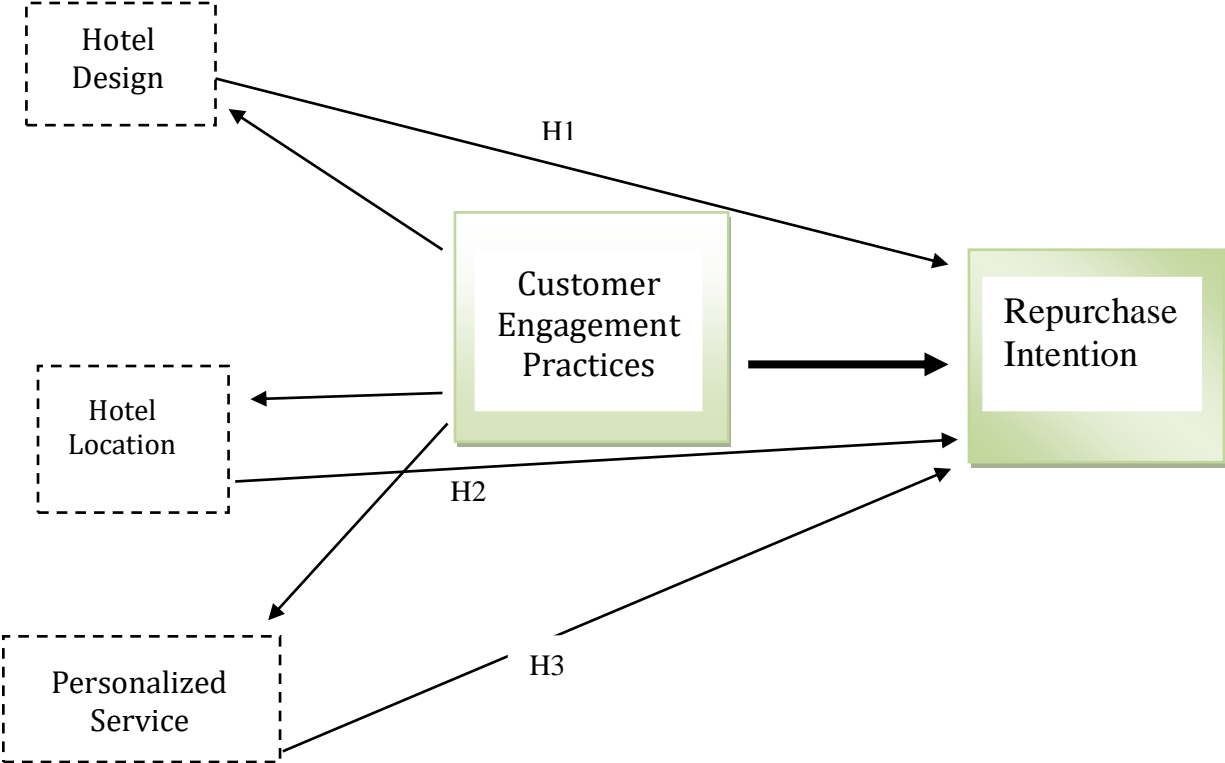 Hotel
Design
H1
Customer
Engagement
Practices
Repurchase
Intention
Hotel
Location
H2
Personalized
Service
H3